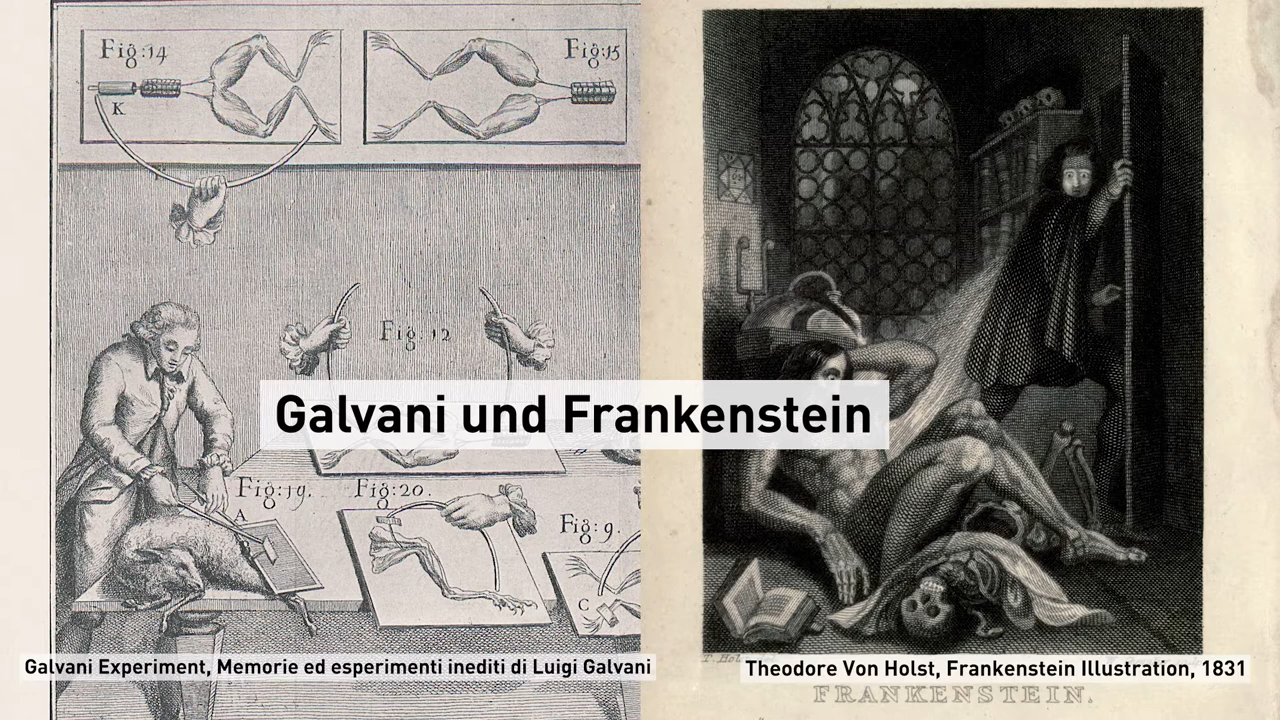 Fig:14
Fig:15
K
Fig 12
Galvani und Frankenstein
Fig:19.
Fig:20.
A
Fig:9.
C
Galvani Experiment, Memorie ed esperimenti inediti di Luigi Galvani
Theodore Von Holst, Frankenstein Illustration, 1831
FRANKENSTEIN.